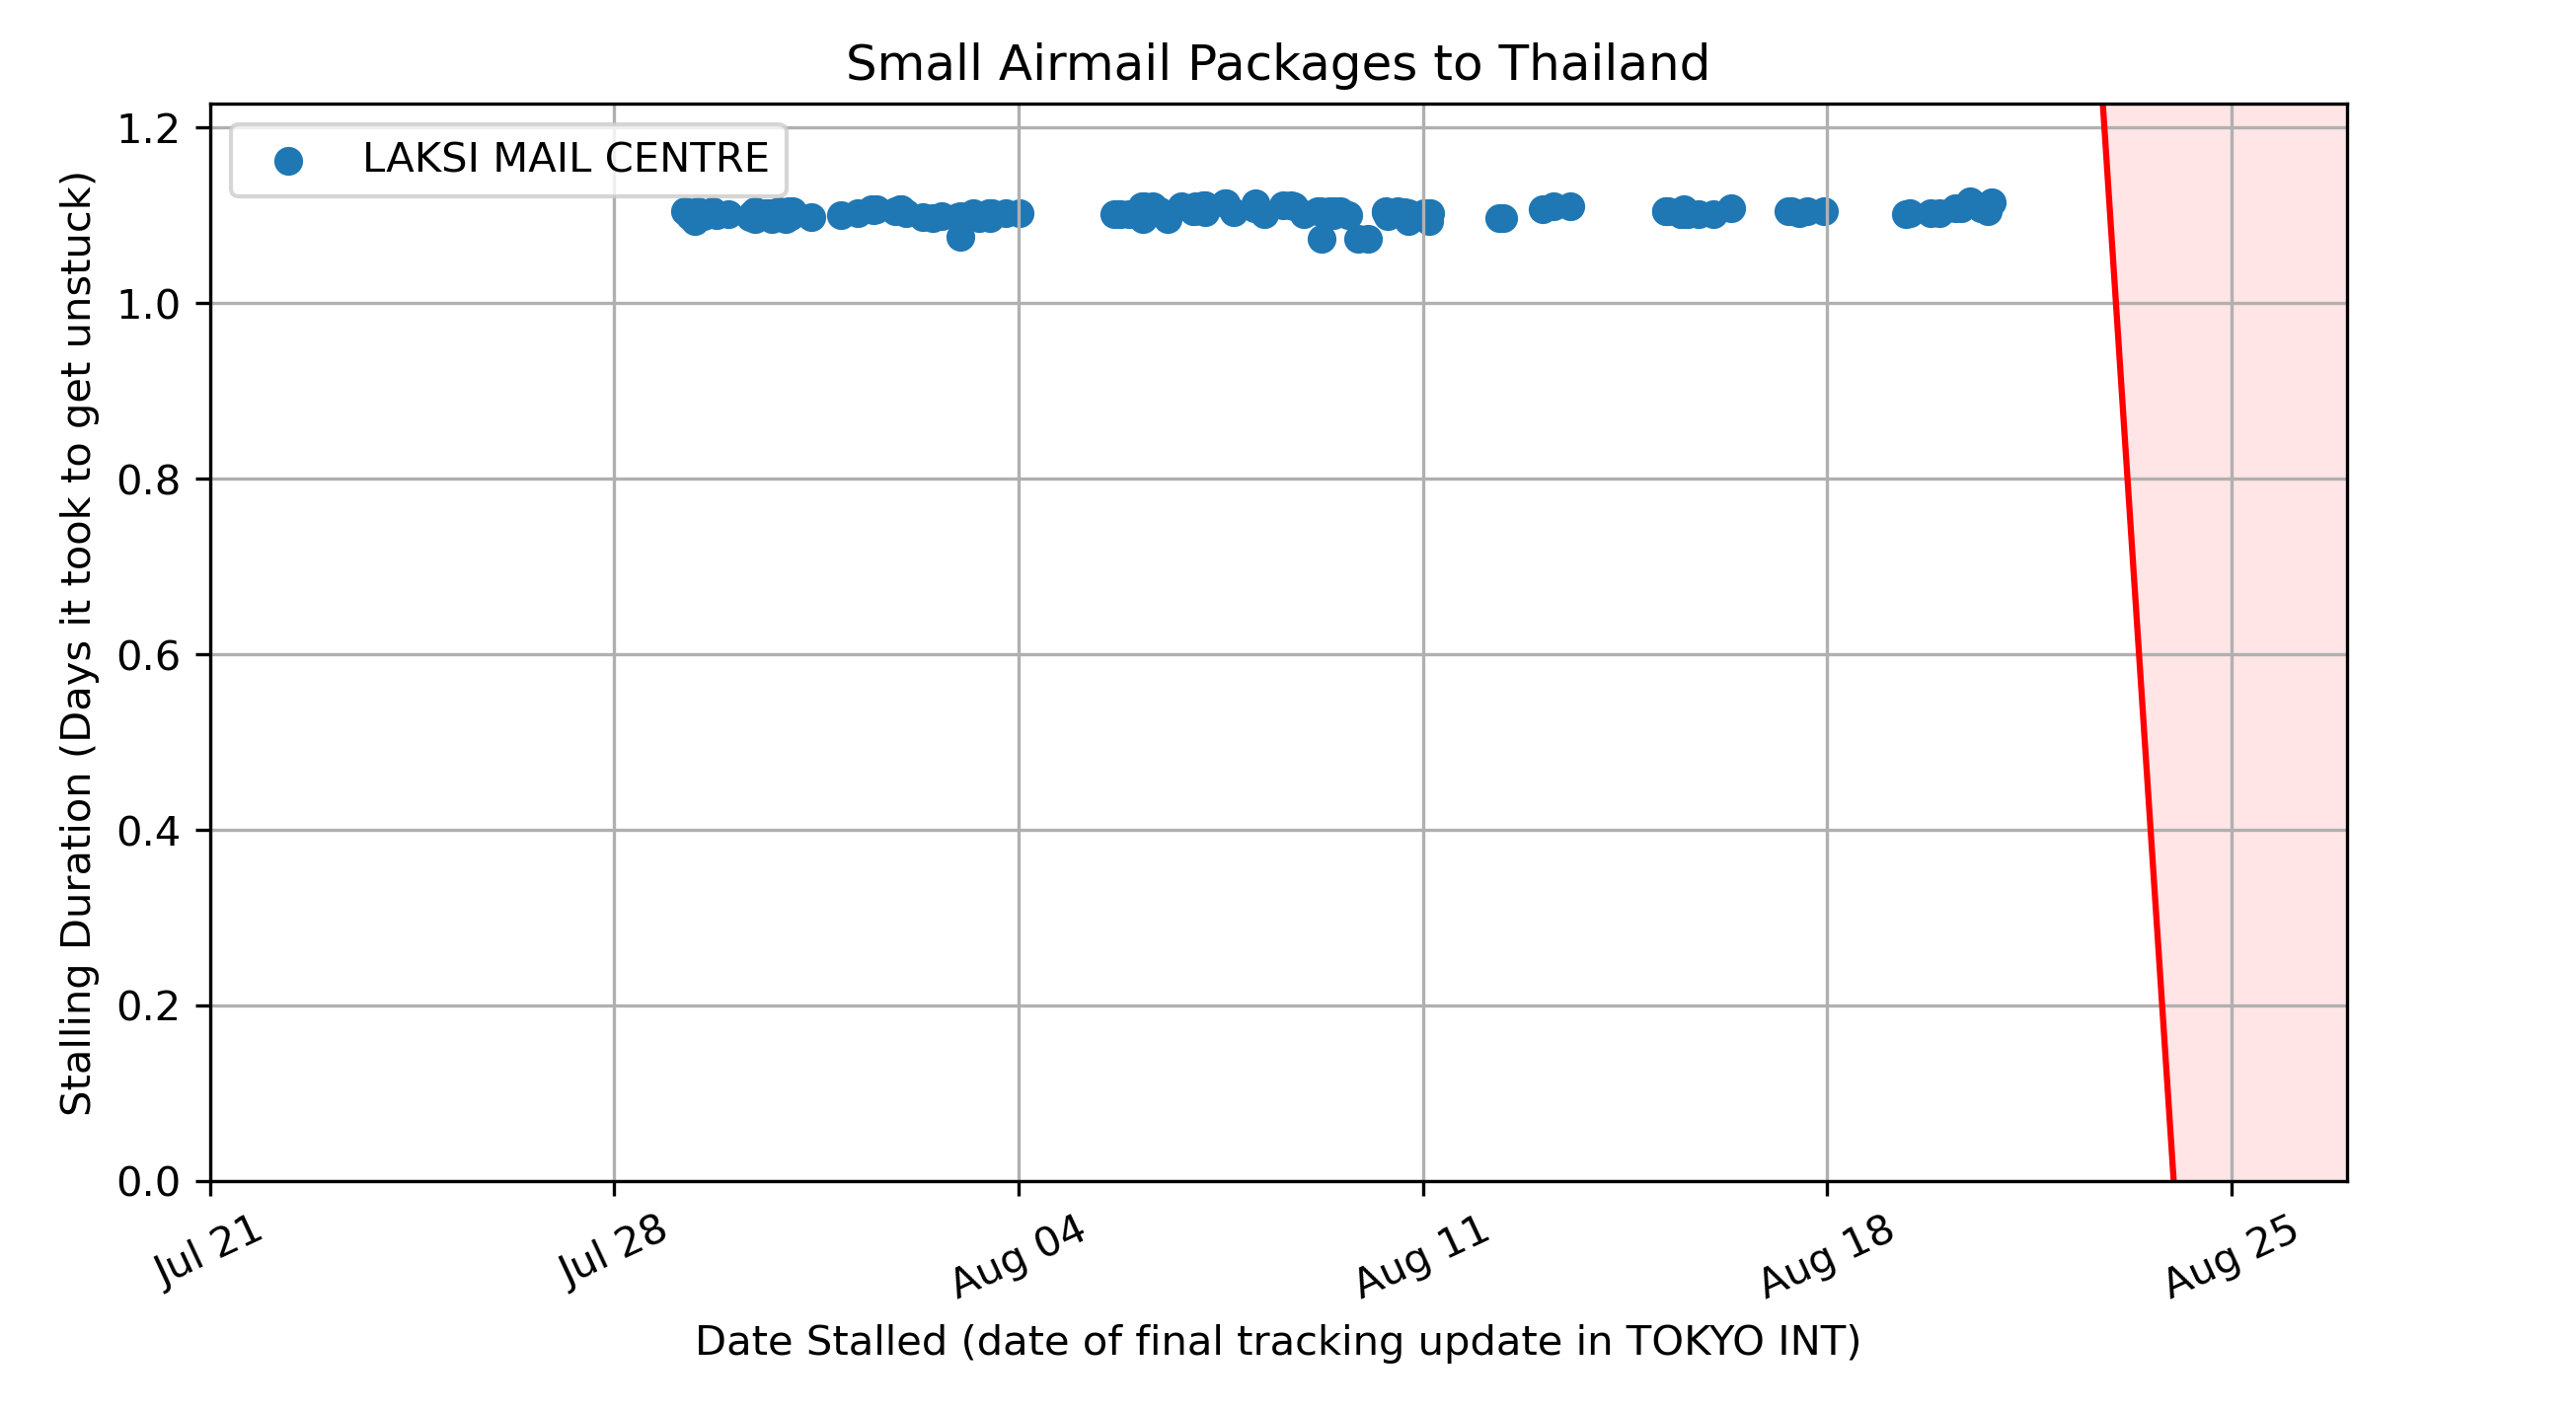 Small Airmail Packages to Thailand
LAKSI MAIL CENTRE
Stalling Duration (Days it took to get unstuck)
1.2
1.0
0.8
0.6
0.4
0.2
0.0
Jul 21
Jul 28
Aug 04
Aug 11
Aug 18
Aug 25
Date Stalled (date of final tracking update in TOKYO INT)